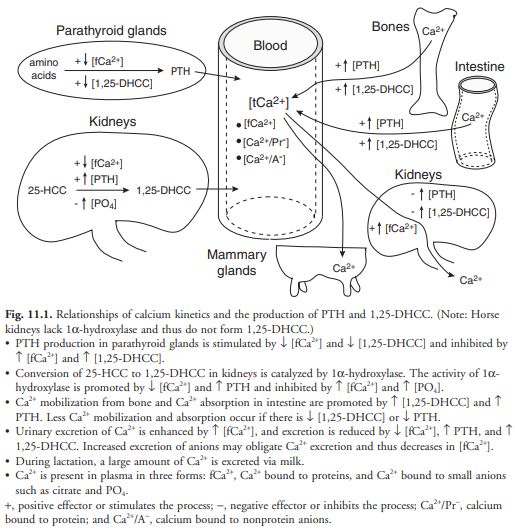 Parathyroid glands
amino
acids
+↓ [fCa²⁺]
+↓ [1,25-DHCC]
PTH
Kidneys
25-HCC
+↓ [fCa²⁺]
+↑ [PTH]
-↑ [PO₄]
1,25-DHCC
Blood
[tCa²⁺]
• [fCa²⁺]
• [Ca²⁺/Pr⁻]
• [Ca²⁺/A⁻]
Bones
Ca²⁺
+↑ [PTH]
+↑ [1,25-DHCC]
Intestine
Ca²⁺
+↑ [PTH]
+↑ [1,25-DHCC]
Kidneys
-↑ [PTH]
-↑ [1,25-DHCC]
+↑ [fCa²⁺]
Ca²⁺
Mammary
glands
Ca²⁺
Fig. 11.1. Relationships of calcium kinetics and the production of PTH and 1,25-DHCC. (Note: Horse
kidneys lack 1α-hydroxylase and thus do not form 1,25-DHCC.)
• PTH production in parathyroid glands is stimulated by ↓ [fCa²⁺] and ↓ [1,25-DHCC] and inhibited by
↑ [fCa²⁺] and ↑ [1,25-DHCC].
• Conversion of 25-HCC to 1,25-DHCC in kidneys is catalyzed by 1α-hydroxylase. The activity of 1α-
hydroxylase is promoted by ↓ [fCa²⁺] and ↑ PTH and inhibited by ↑ [fCa²⁺] and ↑ [PO₄].
• Ca²⁺ mobilization from bone and Ca²⁺ absorption in intestine are promoted by ↑ [1,25-DHCC] and ↑
PTH. Less Ca²⁺ mobilization and absorption occur if there is ↓ [1,25-DHCC] or ↓ PTH.
• Urinary excretion of Ca²⁺ is enhanced by ↑ [fCa²⁺], and excretion is reduced by ↓ [fCa²⁺], ↑ PTH, and ↑
1,25-DHCC. Increased excretion of anions may obligate Ca²⁺ excretion and thus decreases in [fCa²⁺].
• During lactation, a large amount of Ca²⁺ is excreted via milk.
• Ca²⁺ is present in plasma in three forms: fCa²⁺, Ca²⁺ bound to proteins, and Ca²⁺ bound to small anions
such as citrate and PO₄.
+, positive effector or stimulates the process; −, negative effector or inhibits the process; Ca²⁺/Pr⁻, calcium
bound to protein; and Ca²⁺/A⁻, calcium bound to nonprotein anions.